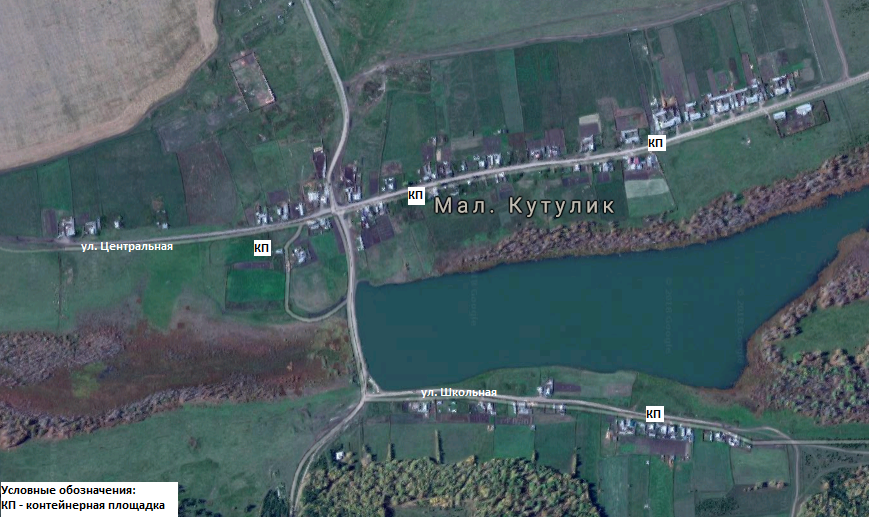 КП
КП
Мал. Кутулик
ул. Центральная
КП
ул. Школьная
КП
Условные обозначения:
КП - контейнерная площадка